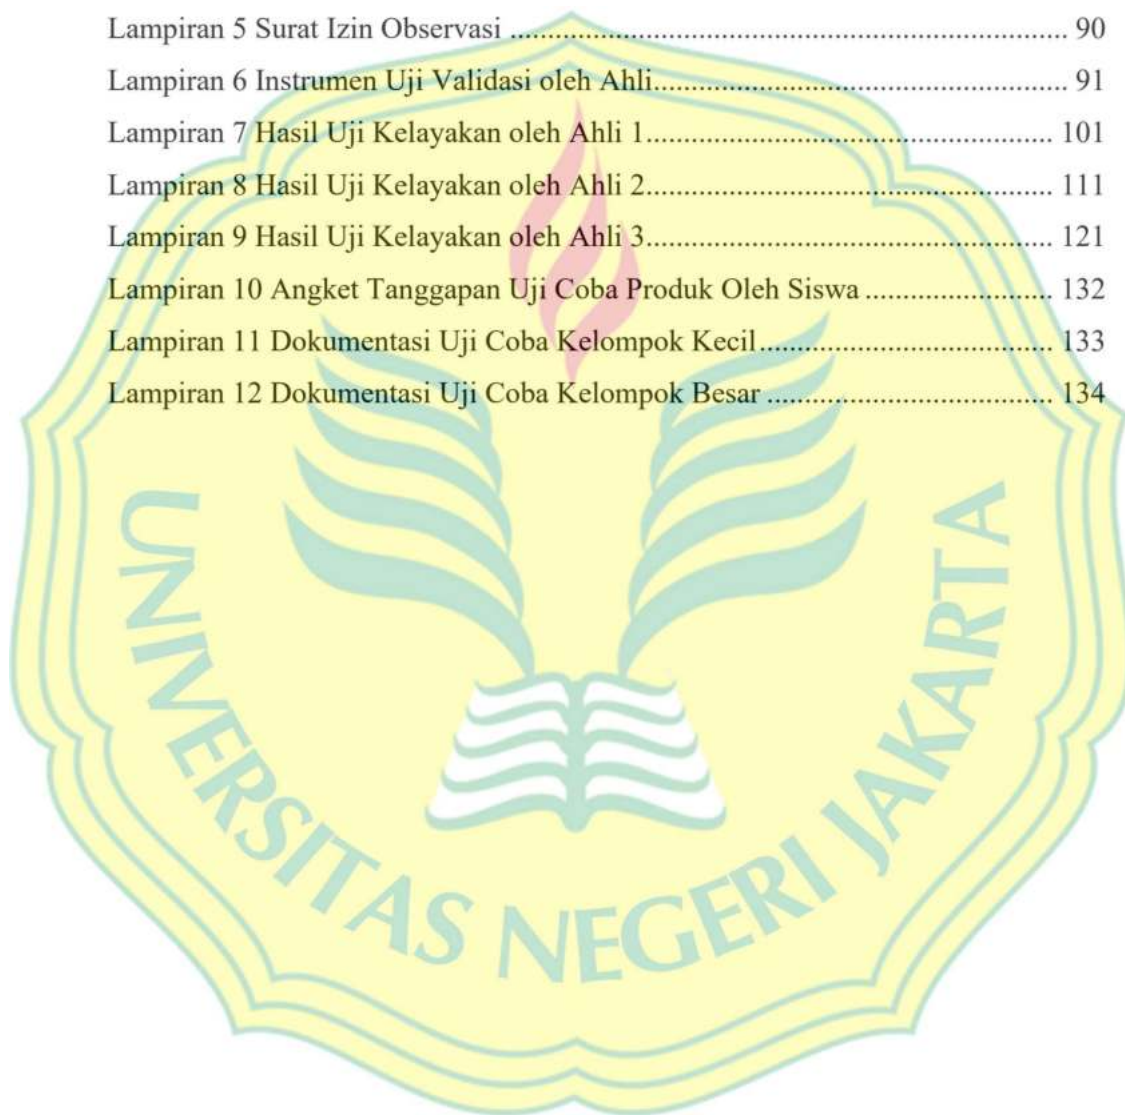 Lampiran 5 Surat Izin Observasi ........................................................................ 90
Lampiran 6 Instrumen Uji Validasi oleh Ahli..................................................... 91
Lampiran 7 Hasil Uji Kelayakan oleh Ahli 1.................................................... 101
Lampiran 8 Hasil Uji Kelayakan oleh Ahli 2.................................................... 111
Lampiran 9 Hasil Uji Kelayakan oleh Ahli 3.................................................... 121
Lampiran 10 Angket Tanggapan Uji Coba Produk Oleh Siswa ........................ 132
Lampiran 11 Dokumentasi Uji Coba Kelompok Kecil...................................... 133
Lampiran 12 Dokumentasi Uji Coba Kelompok Besar ..................................... 134
UNIVERSITAS NEGERI JAKARTA